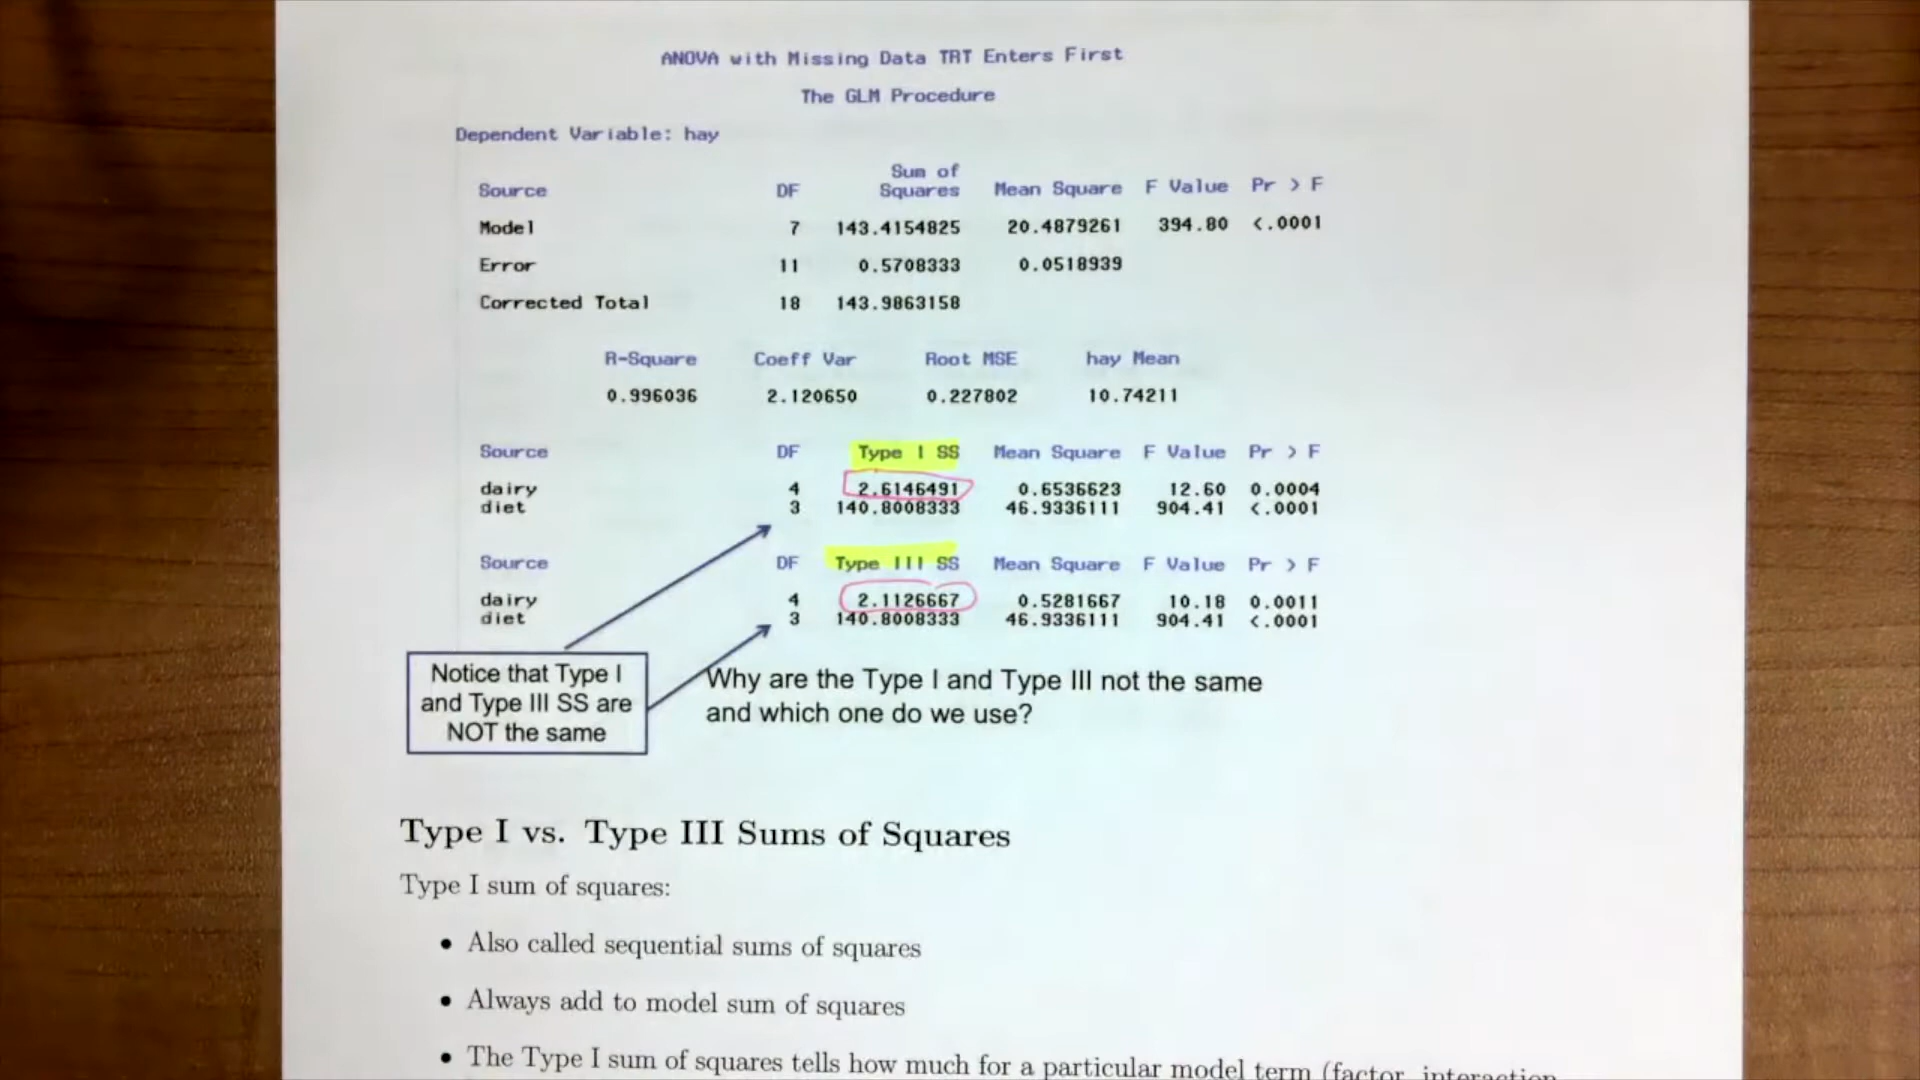 ANOVA with Missing Data TRT Enters First
The GLM Procedure
Dependent Variable: hay
Source DF Sum of Squares Mean Square F Value Pr > F
Model 7 143.4154825 20.4879261 394.80 <.0001
Error 11 0.5708333 0.0518939
Corrected Total 18 143.9863158
R-Square Coeff Var Root MSE hay Mean
0.996036 2.120650 0.227802 10.74211
Source DF Type I SS Mean Square F Value Pr > F
dairy 4 2.6146491 0.6536623 12.60 0.0004
diet 3 140.8008333 46.9336111 904.41 <.0001
Source DF Type III SS Mean Square F Value Pr > F
dairy 4 2.1126667 0.5281667 10.18 0.0011
diet 3 140.8008333 46.9336111 904.41 <.0001
Notice that Type I
and Type III SS are
NOT the same
Why are the Type I and Type III not the same
and which one do we use?
Type I vs. Type III Sums of Squares
Type I sum of squares:
• Also called sequential sums of squares
• Always add to model sum of squares
• The Type I sum of squares tells how much for a particular model term (factor, interaction